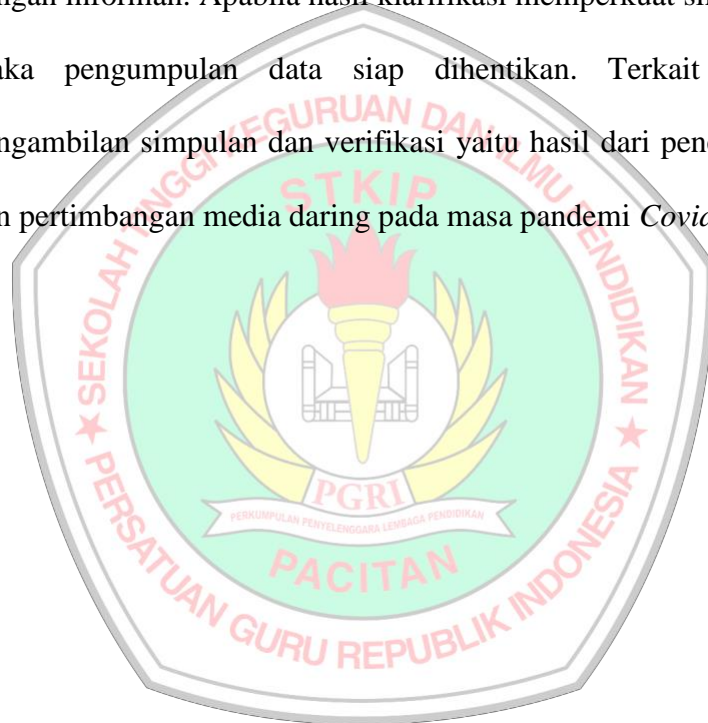 ngan informan. Apabila hasil klarifikasi memperkuat
aka pengumpulan data siap dihentikan. Terkait
ngambilan simpulan dan verifikasi yaitu hasil dari
n pertimbangan media daring pada masa pandemi Covid
SEKOLAH TINGGI KEGURUAN DAN ILMU PENDIDIKAN
STKIP
PGRI
PERKUMPULAN PENYELENGGARA LEMBAGA PENDIDIKAN
PACITAN
PERSATUAN GURU REPUBLIK INDONESIA